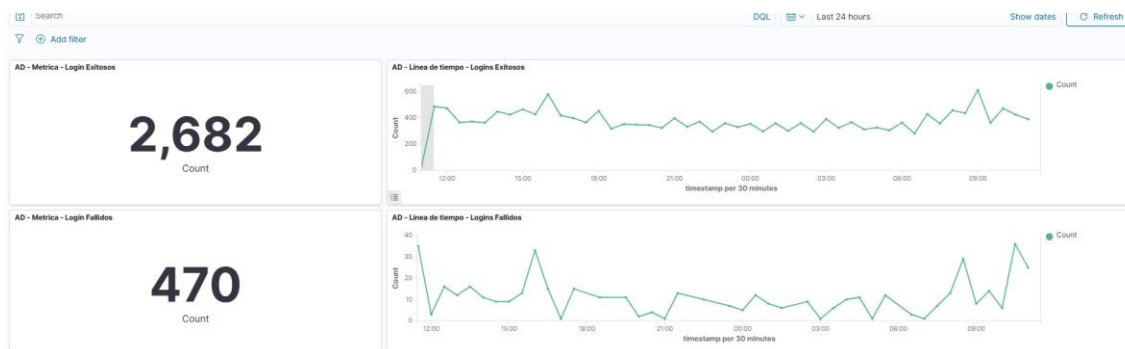 Search DQL Last 24 hours Show dates Refresh
Add filter
AD - Metrica - Login Exitosos
2,682
Count
AD - Línea de tiempo - Logins Exitosos
Count
600
400
200
0
Count
12:00 15:00 18:00 21:00 00:00 03:00 06:00 09:00
timestamp per 30 minutes
AD - Metrica - Login Fallidos
470
Count
AD - Línea de tiempo - Logins Fallidos
Count
40
30
20
10
0
Count
12:00 15:00 18:00 21:00 00:00 03:00 06:00 09:00
timestamp per 30 minutes